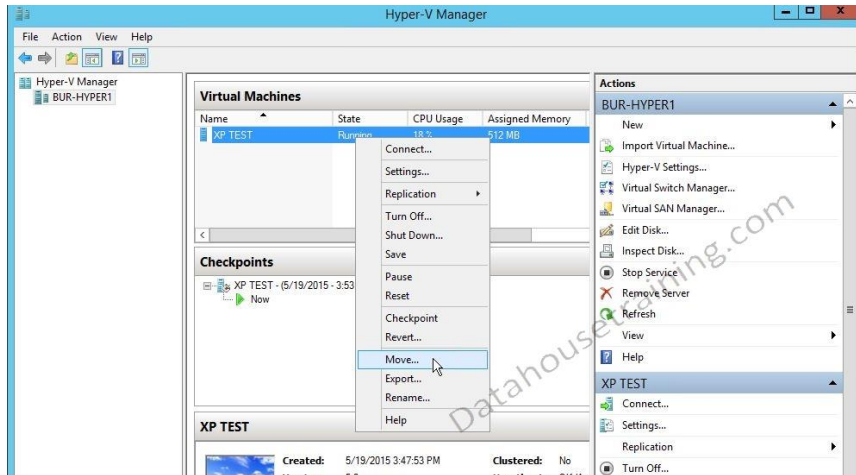 Hyper-V Manager
File Action View Help
Hyper-V Manager
BUR-HYPER1
Virtual Machines
Name State CPU Usage Assigned Memory
XP TEST Running 18 % 512 MB
Connect...
Settings...
Replication
Turn Off...
Shut Down...
Save
Pause
Reset
Checkpoint
Revert...
Move...
Export...
Rename...
Help
Checkpoints
XP TEST - (5/19/2015 - 3:53
Now
XP TEST
Created: 5/19/2015 3:47:53 PM Clustered: No
Actions
BUR-HYPER1
New
Import Virtual Machine...
Hyper-V Settings...
Virtual Switch Manager...
Virtual SAN Manager...
Edit Disk...
Inspect Disk...
Stop Service
Remove Server
Refresh
View
Help
XP TEST
Connect...
Settings...
Replication
Turn Off...
Datahousetraining.com